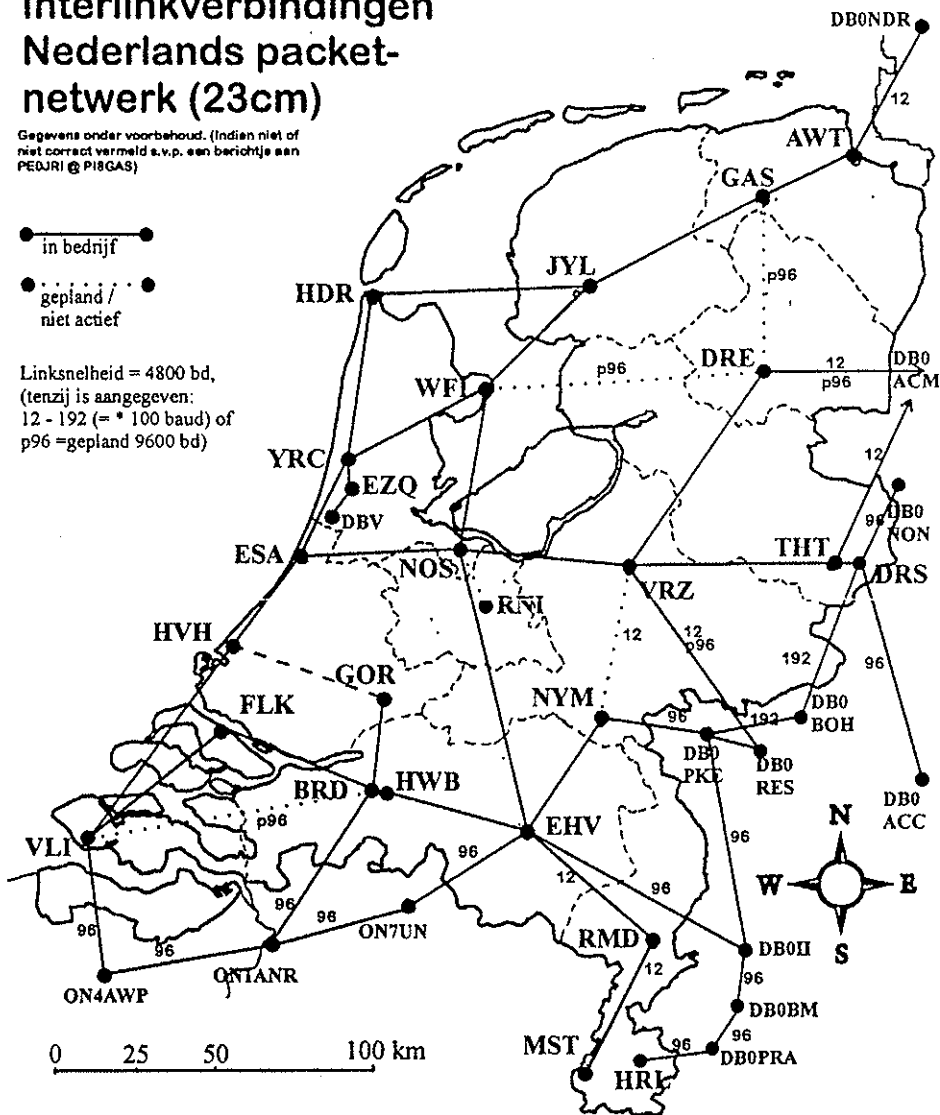 Interlinkverbindingen
Nederlands packet-
netwerk (23cm)
Gegevens onder voorbehoud. (Indien niet of
niet correct vermeld s.v.p. een berichtje aan
PE0JRI @ PI8GAS)
in bedrijf
gepland /
niet actief
Linksnelheid = 4800 bd,
(tenzij is aangegeven:
12 - 192 (= * 100 baud) of
p96 =gepland 9600 bd)
DB0NDR
12
AWT
GAS
p96
JYL
HDR
DRE
12
p96
DB0
ACM
WFL
p96
12
YRC
EZQ
DBV
96
DB0
NON
ESA
NOS
THT
DRS
VRZ
RNI
HVH
12
12
p96
192
96
GOR
FLK
NYM
96
192
DB0
BOH
DB0
PKE
DB0
RES
DB0
ACC
BRD
HWB
p96
VLI
EHV
96
12
96
96
N
W
E
S
96
96
ON7UN
96
96
RMD
12
DB0II
ON4AWP
ON1ANR
96
DB0BM
96
0
25
50
100 km
MST
HRL
96
DB0PRA